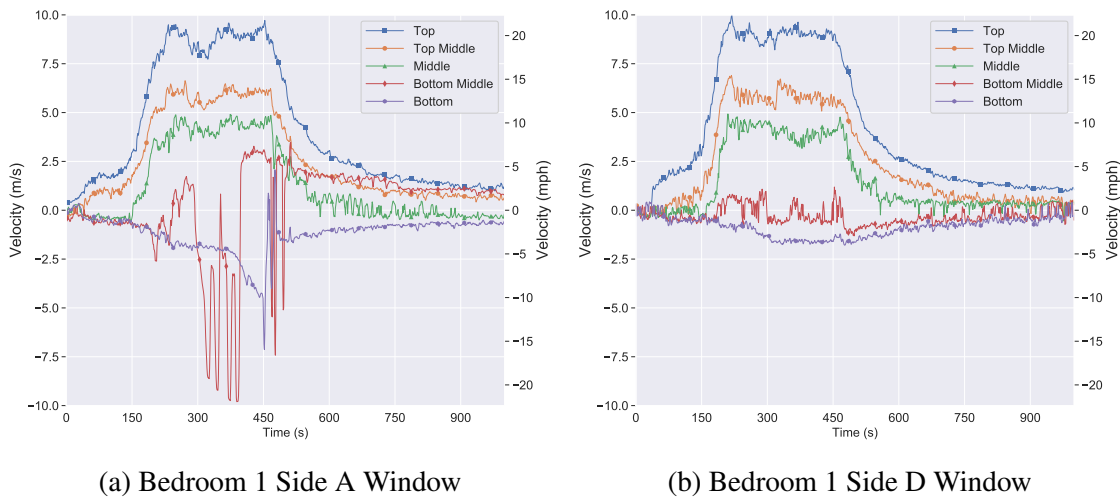 10.0
7.5
5.0
2.5
0.0
−2.5
−5.0
−7.5
−10.0
Velocity (m/s)
0
150
300
450
600
750
900
Time (s)
20
15
10
5
0
−5
−10
−15
−20
Velocity (mph)
Top
Top Middle
Middle
Bottom Middle
Bottom
(a) Bedroom 1 Side A Window
10.0
7.5
5.0
2.5
0.0
−2.5
−5.0
−7.5
−10.0
Velocity (m/s)
0
150
300
450
600
750
900
Time (s)
20
15
10
5
0
−5
−10
−15
−20
Velocity (mph)
Top
Top Middle
Middle
Bottom Middle
Bottom
(b) Bedroom 1 Side D Window